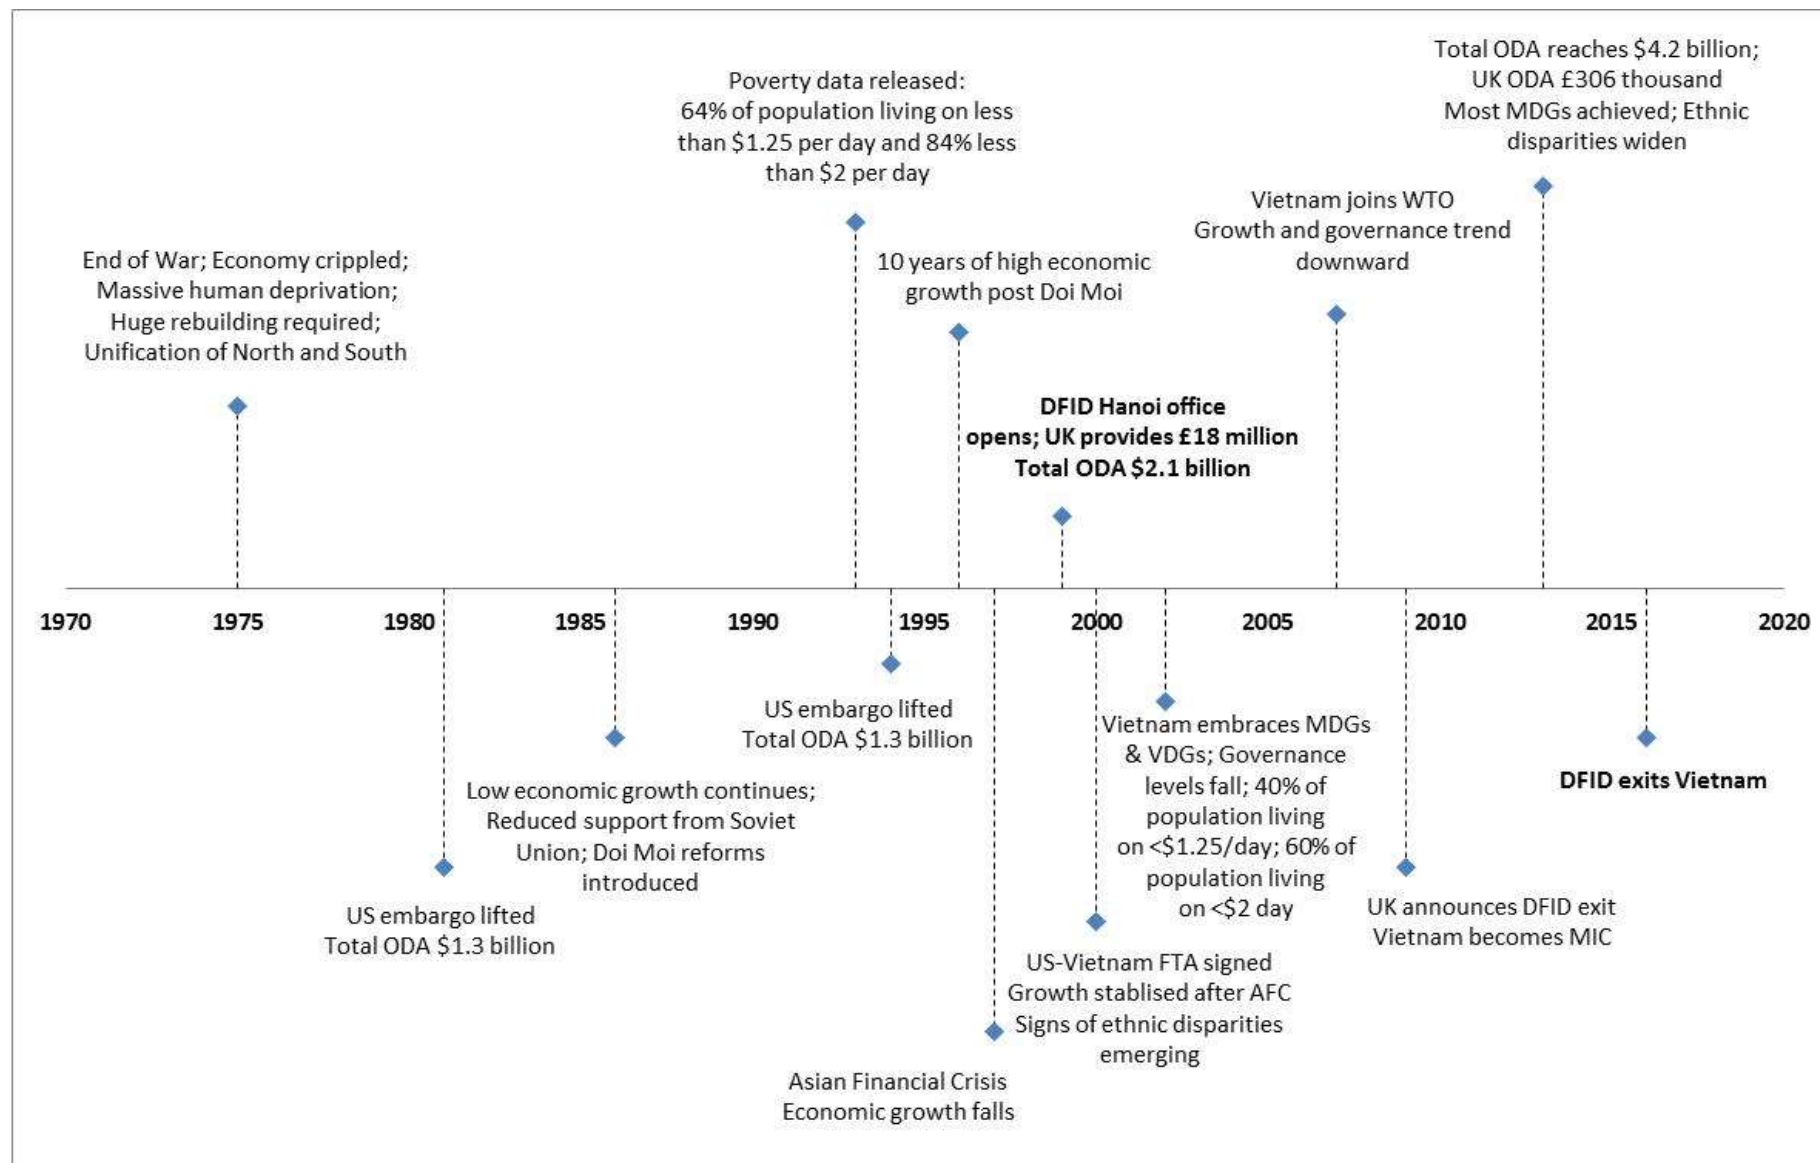 Total ODA reaches $4.2 billion;
UK ODA £306 thousand
Most MDGs achieved; Ethnic
disparities widen
Poverty data released:
64% of population living on less
than $1.25 per day and 84% less
than $2 per day
Vietnam joins WTO
Growth and governance trend
downward
End of War; Economy crippled;
Massive human deprivation;
Huge rebuilding required;
Unification of North and South
10 years of high economic
growth post Doi Moi
DFID Hanoi office
opens; UK provides £18 million
Total ODA $2.1 billion
1970 1975 1980 1985 1990 1995 2000 2005 2010 2015 2020
US embargo lifted
Total ODA $1.3 billion
Vietnam embraces MDGs
& VDGs; Governance
levels fall; 40% of
population living
on <$1.25/day; 60% of
population living
on <$2 day
DFID exits Vietnam
Low economic growth continues;
Reduced support from Soviet
Union; Doi Moi reforms
introduced
US embargo lifted
Total ODA $1.3 billion
UK announces DFID exit
Vietnam becomes MIC
US-Vietnam FTA signed
Growth stablised after AFC
Signs of ethnic disparities
emerging
Asian Financial Crisis
Economic growth falls